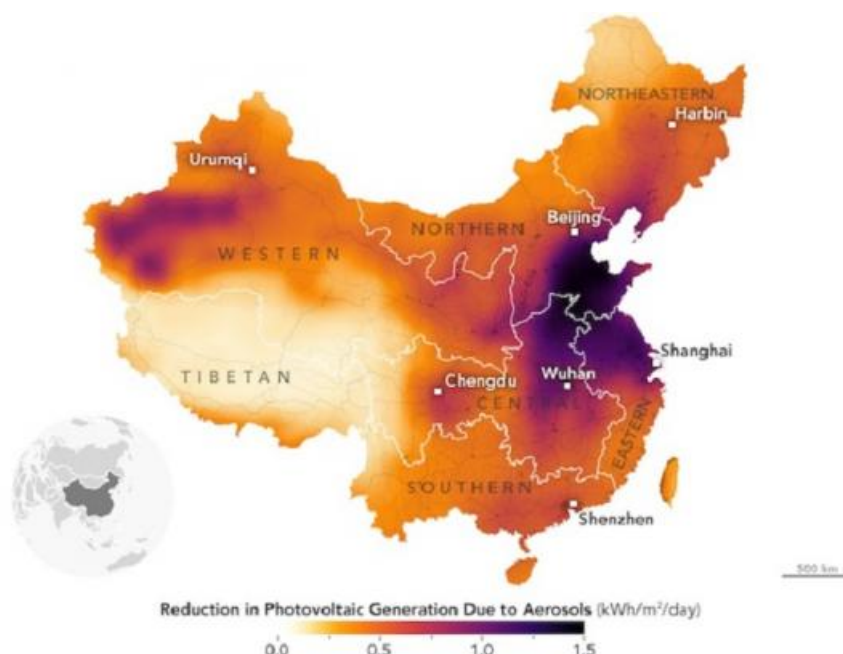 NORTHEASTERN
Harbin
Urumqi
Beijing
NORTHERN
WESTERN
Shanghai
TIBETAN
Chengdu
Wuhan
CENTRAL
EASTERN
SOUTHERN
Shenzhen
500 km
Reduction in Photovoltaic Generation Due to Aerosols (kWh/m²/day)
0.0 0.5 1.0 1.5